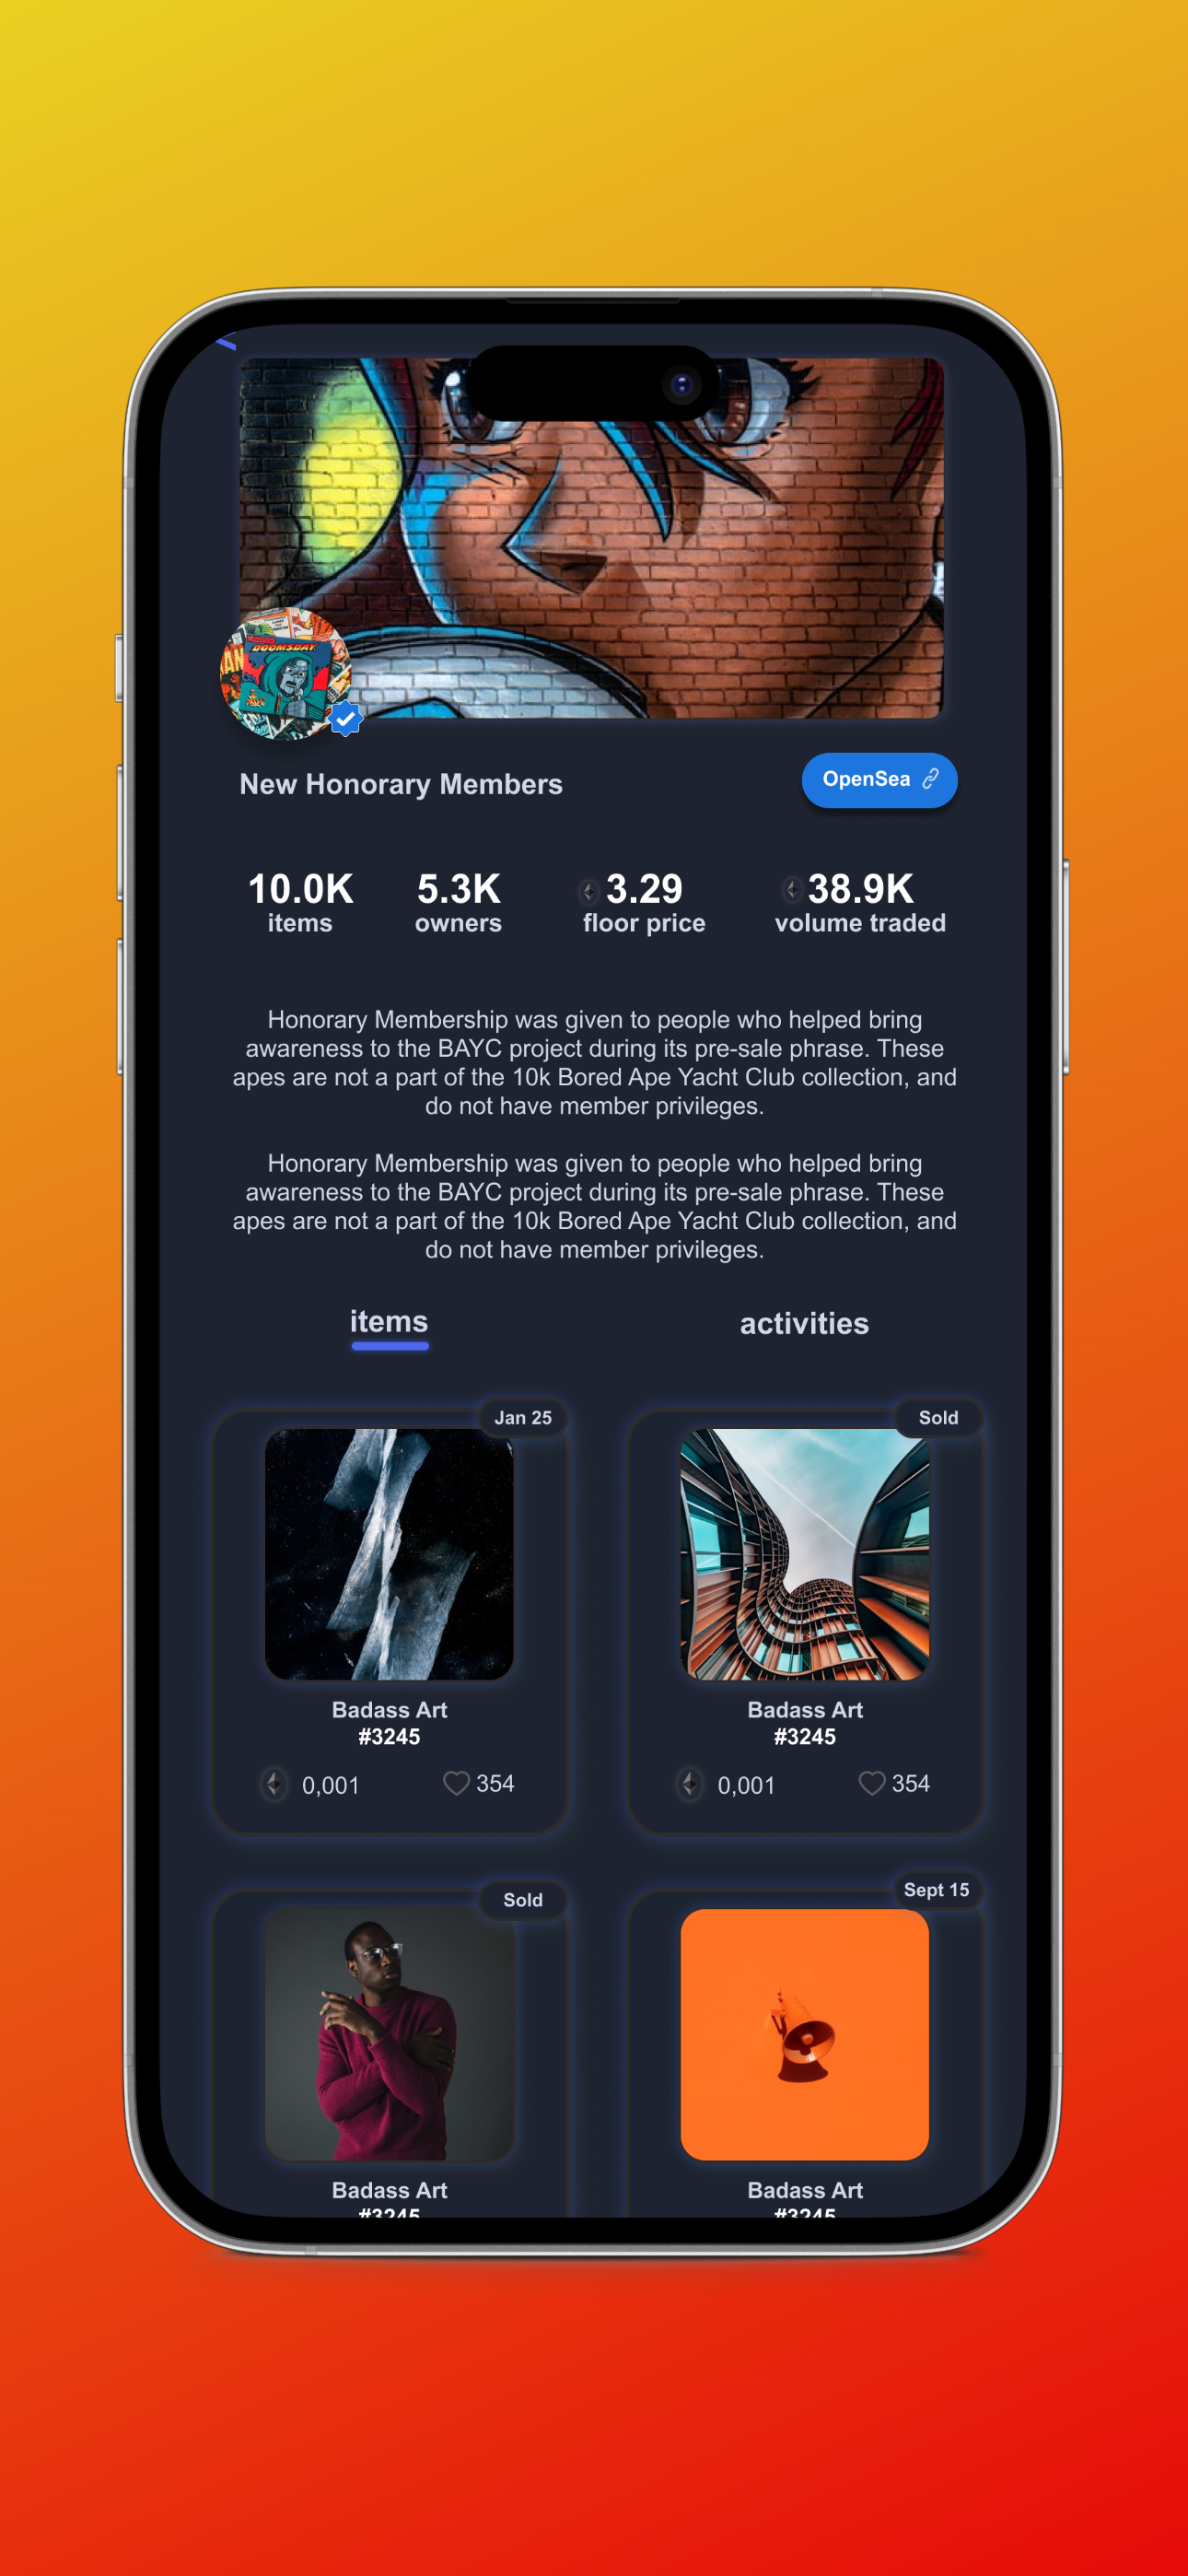 DOOMSDAY
New Honorary Members
OpenSea
10.0K
items
5.3K
owners
3.29
floor price
38.9K
volume traded
Honorary Membership was given to people who helped bring
awareness to the BAYC project during its pre-sale phrase. These
apes are not a part of the 10k Bored Ape Yacht Club collection, and
do not have member privileges.
Honorary Membership was given to people who helped bring
awareness to the BAYC project during its pre-sale phrase. These
apes are not a part of the 10k Bored Ape Yacht Club collection, and
do not have member privileges.
items
activities
Jan 25
Badass Art
#3245
0,001
354
Sold
Badass Art
#3245
0,001
354
Sold
Badass Art
#3245
Sept 15
Badass Art
#3245